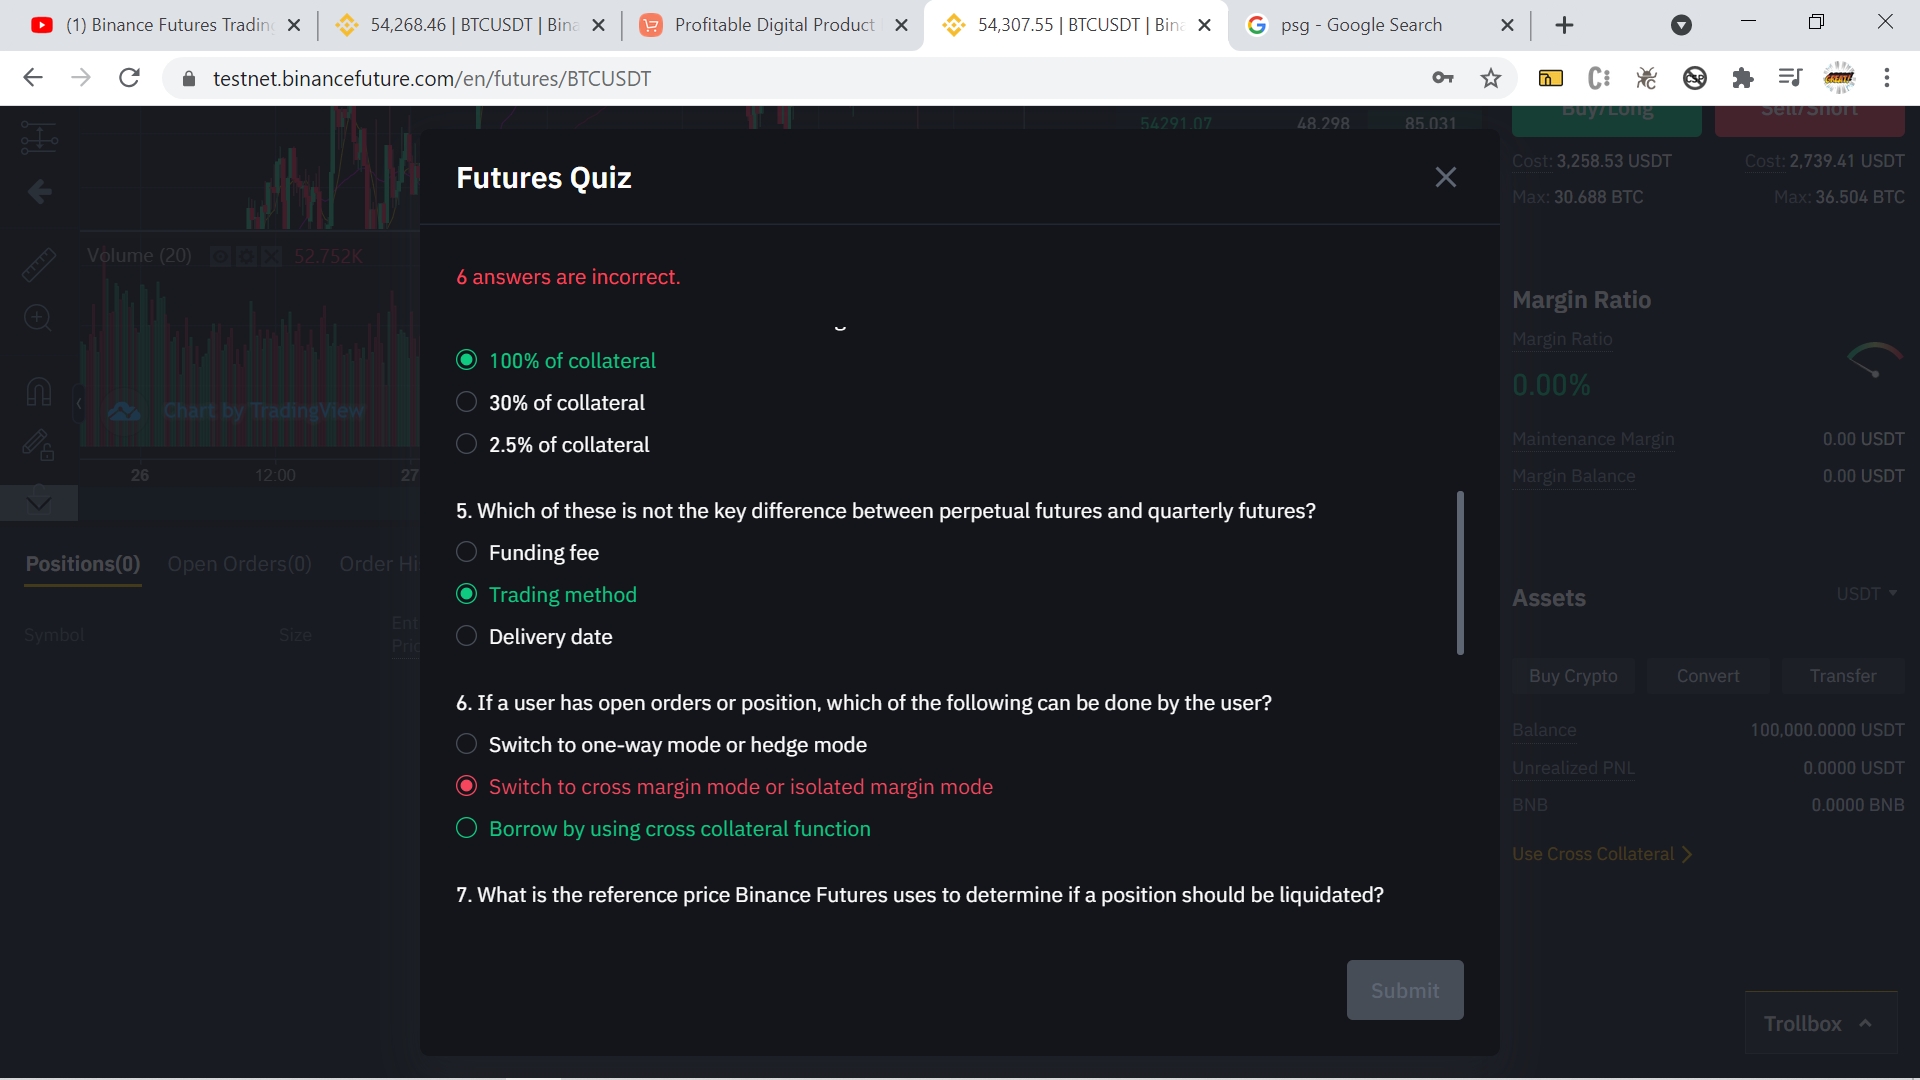 (1) Binance Futures Trading
54,268.46 | BTCUSDT | Bina
Profitable Digital Product
54,307.55 | BTCUSDT | Bina
psg - Google Search
testnet.binancefuture.com/en/futures/BTCUSDT
54291.07 48.298 85.031
Buy/Long Sell/Short
Cost: 3,258.53 USDT Cost: 2,739.41 USDT
Max: 30.688 BTC Max: 36.504 BTC
Futures Quiz
6 answers are incorrect.
100% of collateral
30% of collateral
2.5% of collateral
5. Which of these is not the key difference between perpetual futures and quarterly futures?
Funding fee
Trading method
Delivery date
6. If a user has open orders or position, which of the following can be done by the user?
Switch to one-way mode or hedge mode
Switch to cross margin mode or isolated margin mode
Borrow by using cross collateral function
7. What is the reference price Binance Futures uses to determine if a position should be liquidated?
Submit
Volume (20) 52.752K
Chart by TradingView
26 12:00 27
Positions(0) Open Orders(0) Order Hi
Symbol Size Ent
Pric
Margin Ratio
Margin Ratio
0.00%
Maintenance Margin 0.00 USDT
Margin Balance 0.00 USDT
Assets USDT
Buy Crypto Convert Transfer
Balance 100,000.0000 USDT
Unrealized PNL 0.0000 USDT
BNB 0.0000 BNB
Use Cross Collateral
Trollbox